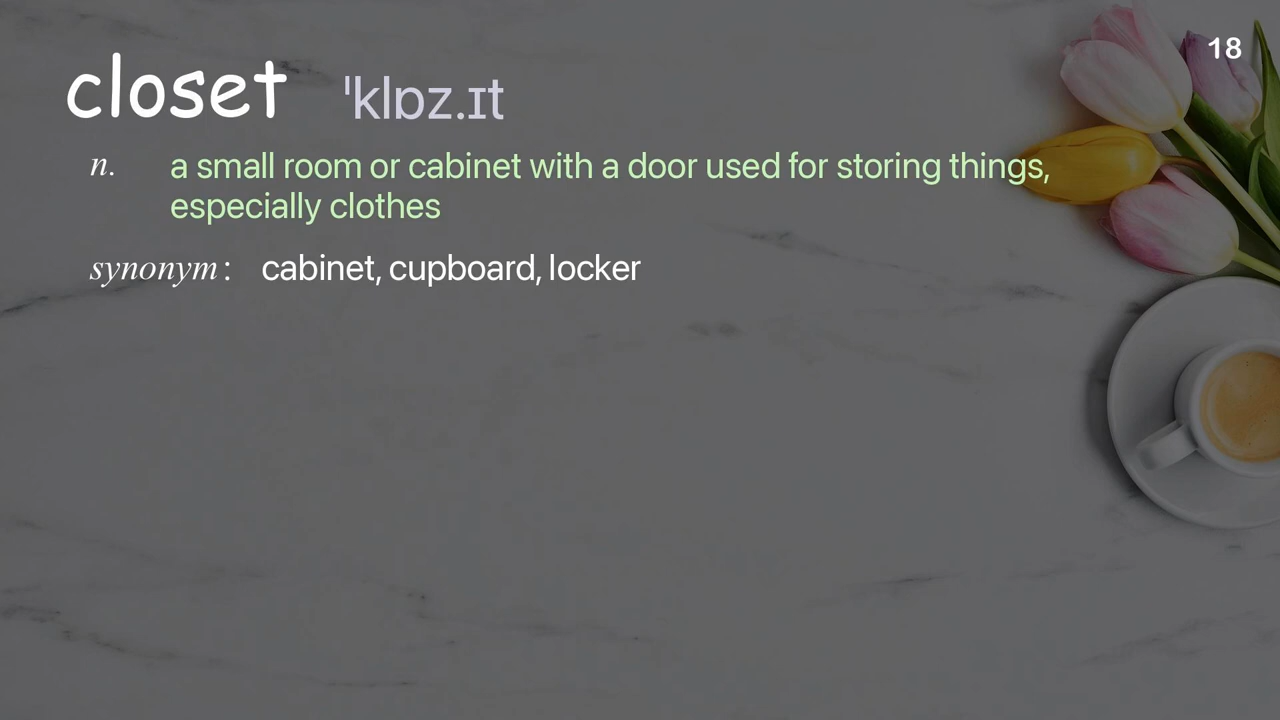 18
closet ˈklɒz.ɪt
n. a small room or cabinet with a door used for storing things,
especially clothes
synonym : cabinet, cupboard, locker